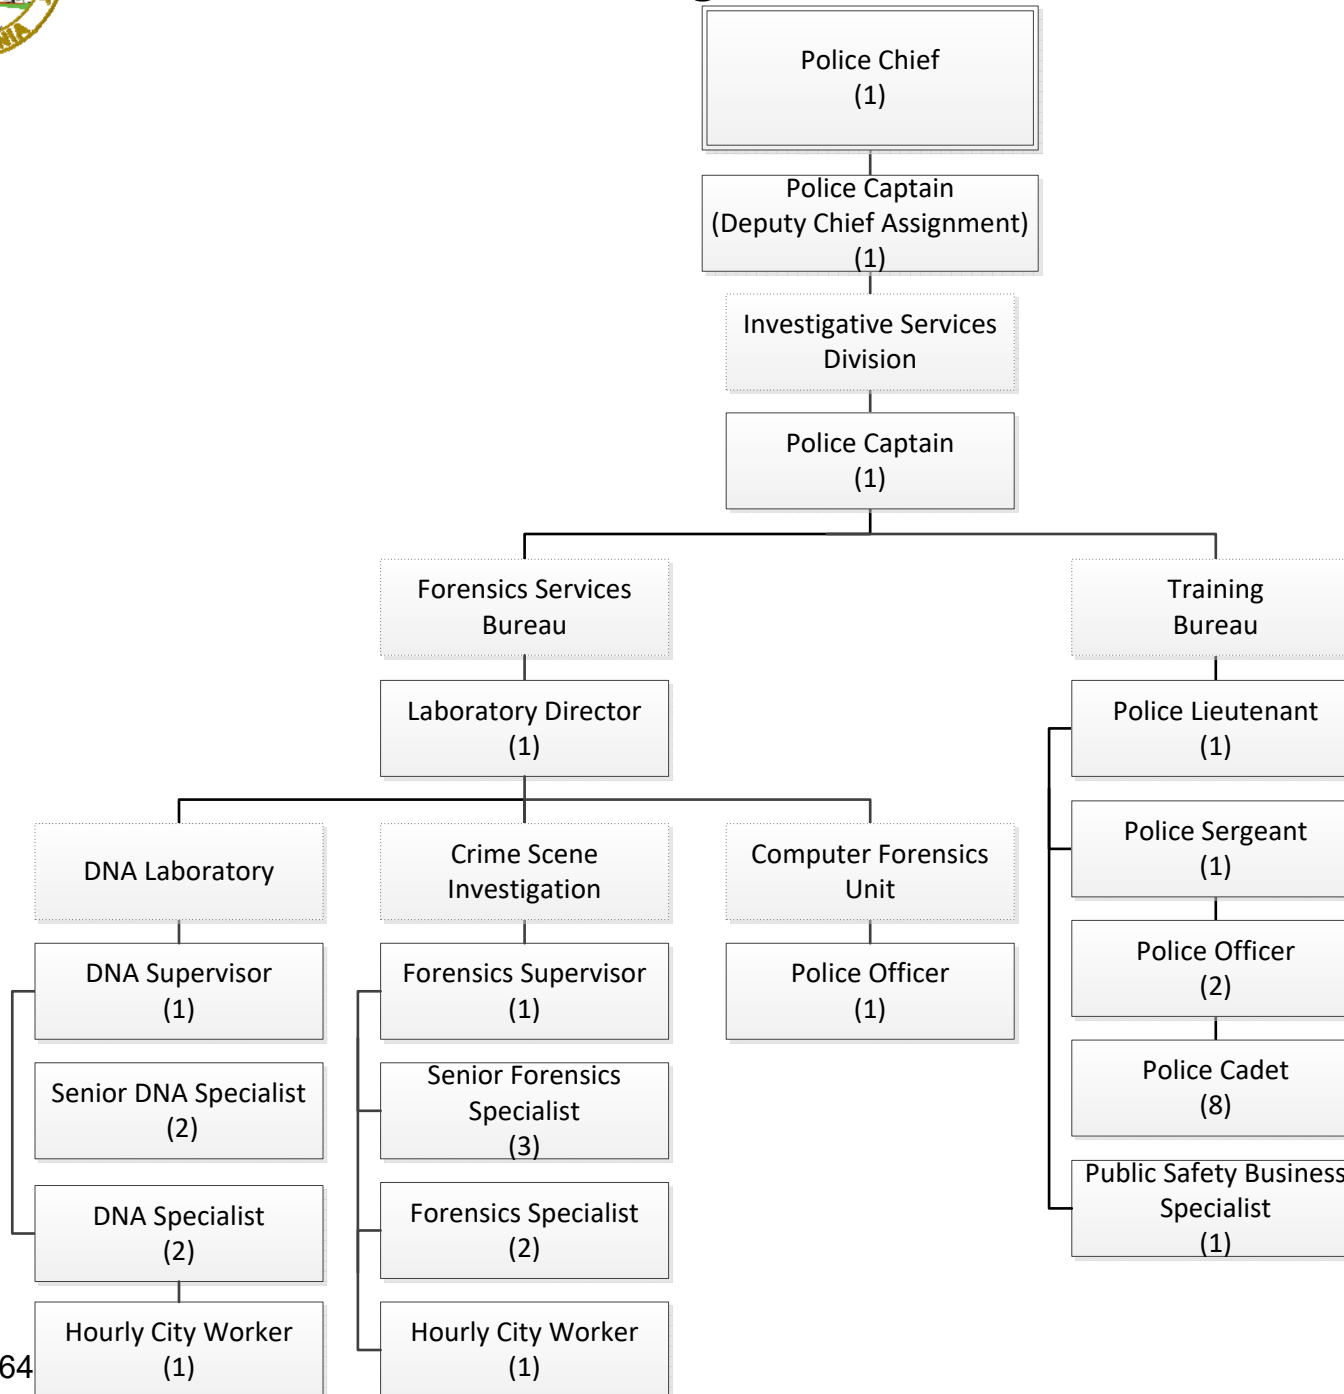 Police Chief
(1)
Police Captain
(Deputy Chief Assignment)
(1)
Investigative Services
Division
Police Captain
(1)
Forensics Services
Bureau
Training
Bureau
Laboratory Director
(1)
Police Lieutenant
(1)
DNA Laboratory
Crime Scene
Investigation
Computer Forensics
Unit
Police Sergeant
(1)
DNA Supervisor
(1)
Forensics Supervisor
(1)
Police Officer
(1)
Police Officer
(2)
Senior DNA Specialist
(2)
Senior Forensics
Specialist
(3)
Police Cadet
(8)
DNA Specialist
(2)
Forensics Specialist
(2)
Public Safety Business
Specialist
(1)
Hourly City Worker
(1)
Hourly City Worker
(1)
64